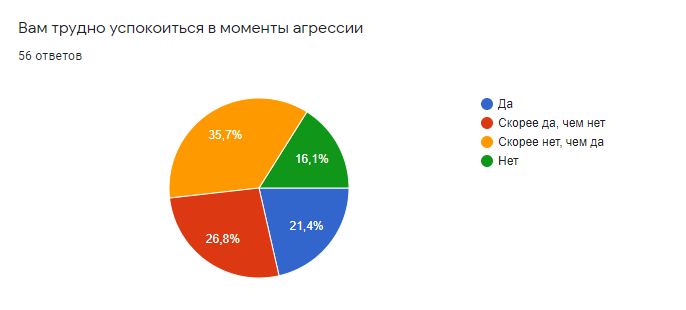 Вам трудно успокоиться в моменты агрессии
56 ответов
Да
Скорее да, чем нет
Скорее нет, чем да
Нет
35,7%
16,1%
26,8%
21,4%